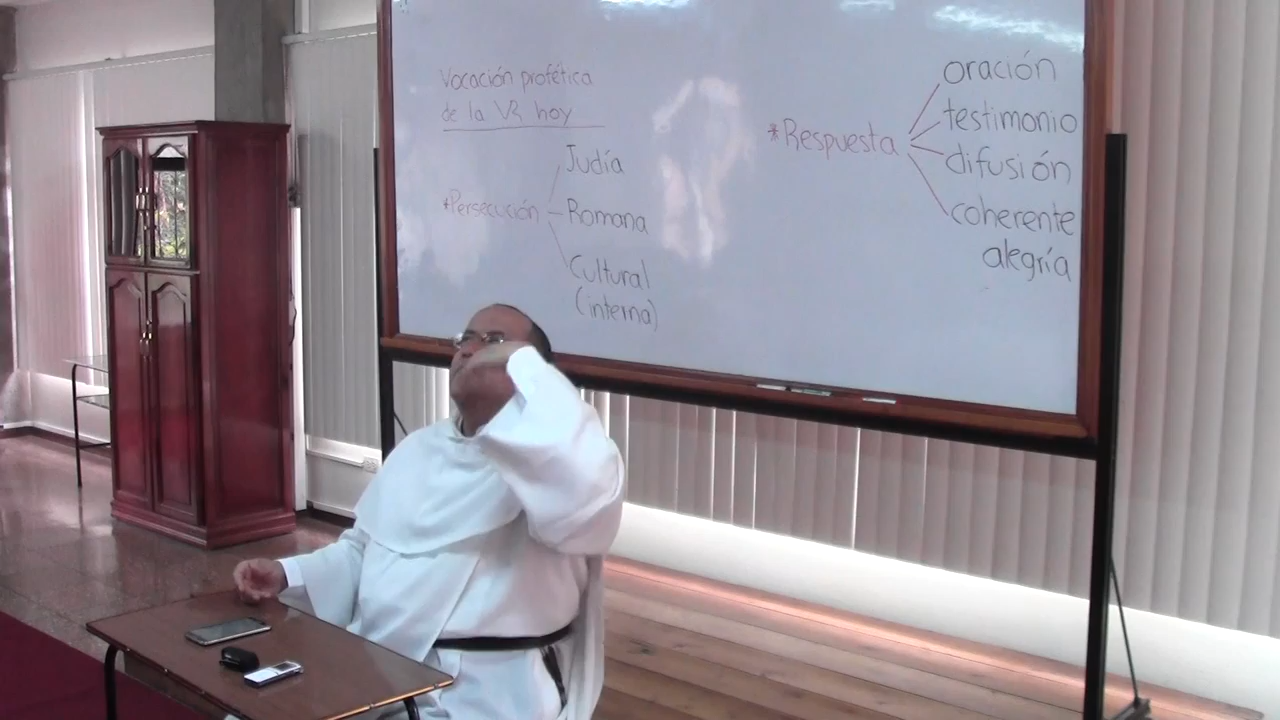 Vocación profética
de la VR hoy
*Persecución
Judía
Romana
Cultural
(interna)
*Respuesta
oración
testimonio
difusión
coherente
alegría